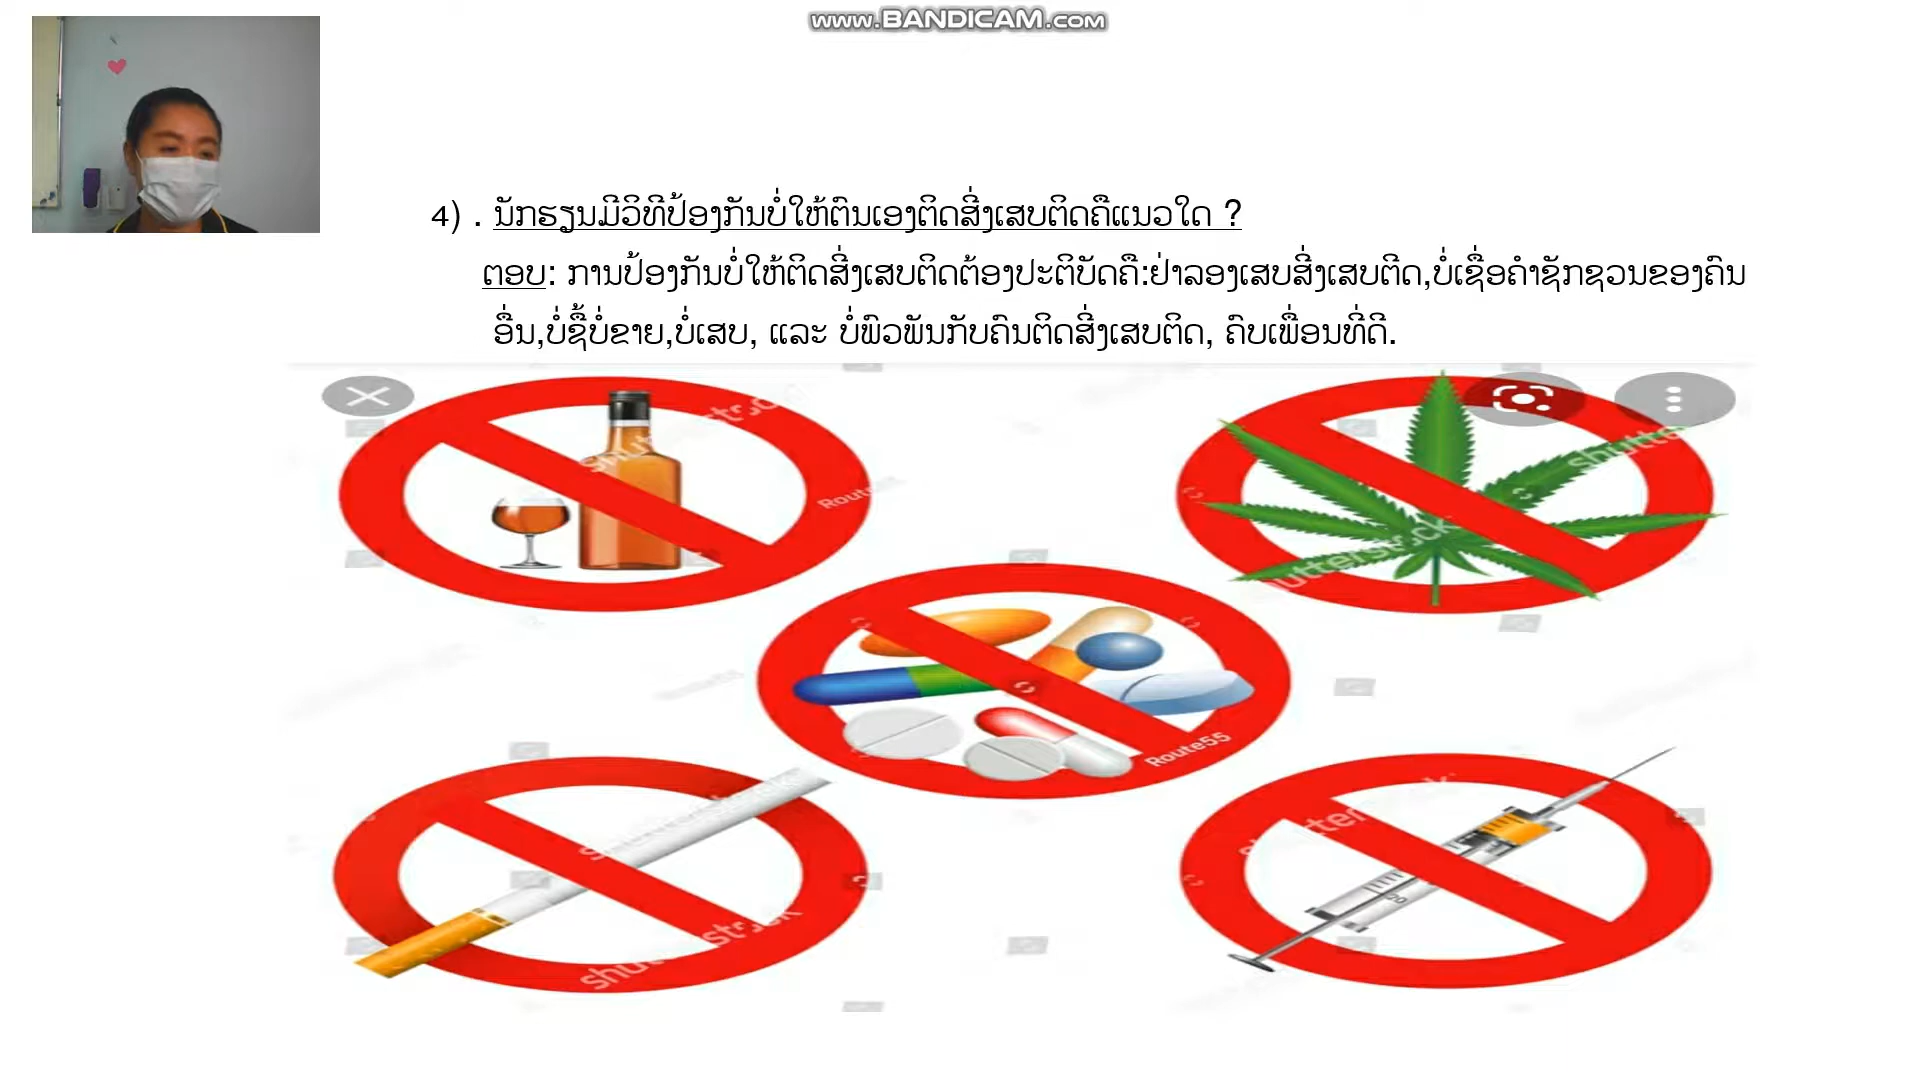 www.BANDICAM.com
4) . ນັກຮຽນມີວິທີປ້ອງກັນບໍ່ໃຫ້ຕົນເອງຕິດສິ່ງເສບຕິດຄືແນວໃດ ?
ຕອບ: ການປ້ອງກັນບໍ່ໃຫ້ຕິດສິ່ງເສບຕິດຕ້ອງປະຕິບັດຄື:ຢ່າລອງເສບສິ່ງເສບຕິດ,ບໍ່ເຊື່ອຄຳຊັກຊວນຂອງຄົນ
ອື່ນ,ບໍ່ຊື້ບໍ່ຂາຍ,ບໍ່ເສບ, ແລະ ບໍ່ພົວພັນກັບຄົນຕິດສິ່ງເສບຕິດ, ຄົບເພື່ອນທີ່ດີ.
shutterstock
Route55
shutterstock